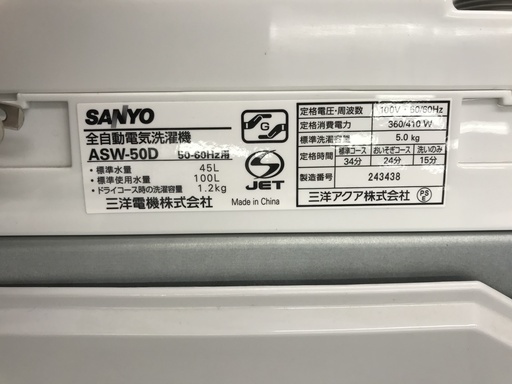 SANYO
全自動電気洗濯機
ASW-50D 50-60Hz用
・標準水量 45L
・標準使用水量 100L
・ドライコース時の洗濯容量 1.2kg
三洋電機株式会社
G
S
JET
Made in China
定格電圧・周波数 100V・50/60Hz
定格消費電力 360/410 W
標準洗濯容量 5.0 kg
定格時間 標準コース おいそぎコース 洗いのみ
34分 24分 15分
製造番号 243438
三洋アクア株式会社
PS
E